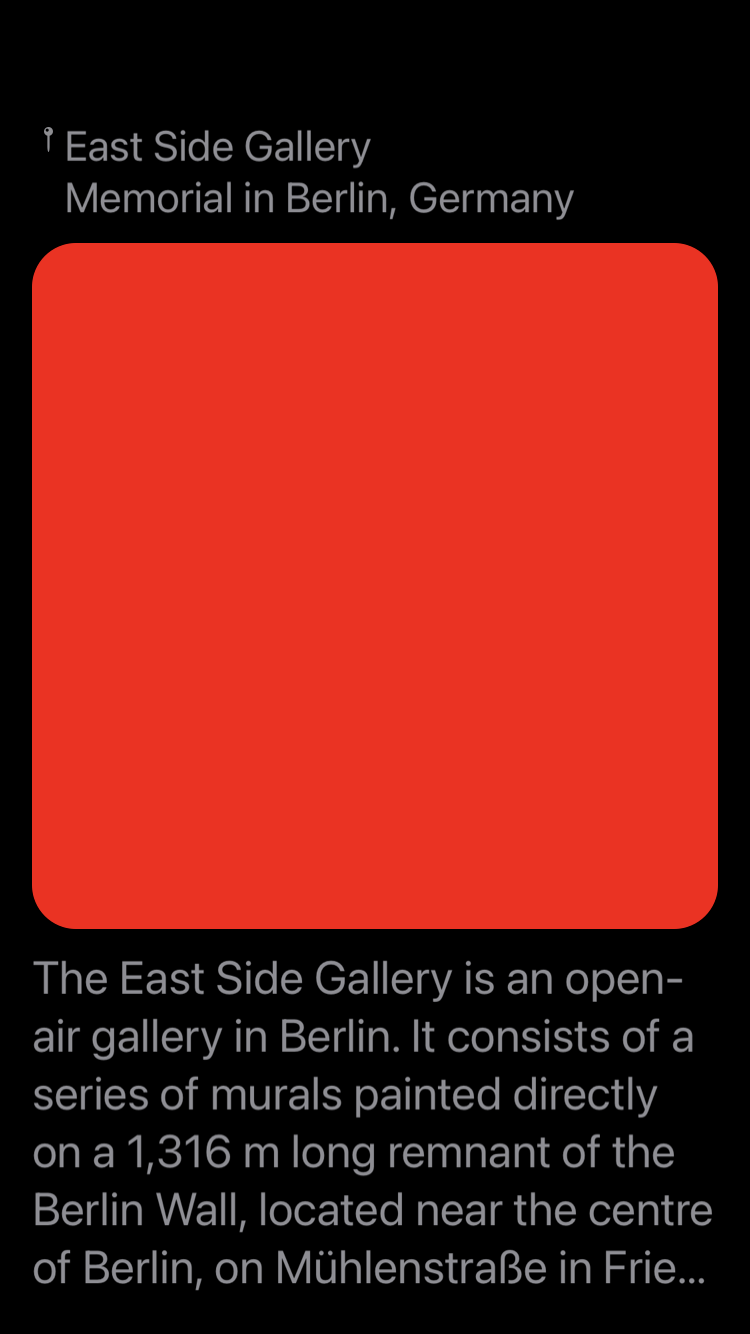 East Side Gallery
Memorial in Berlin, Germany
The East Side Gallery is an open-
air gallery in Berlin. It consists of a
series of murals painted directly
on a 1,316 m long remnant of the
Berlin Wall, located near the centre
of Berlin, on Mühlenstraße in Frie...